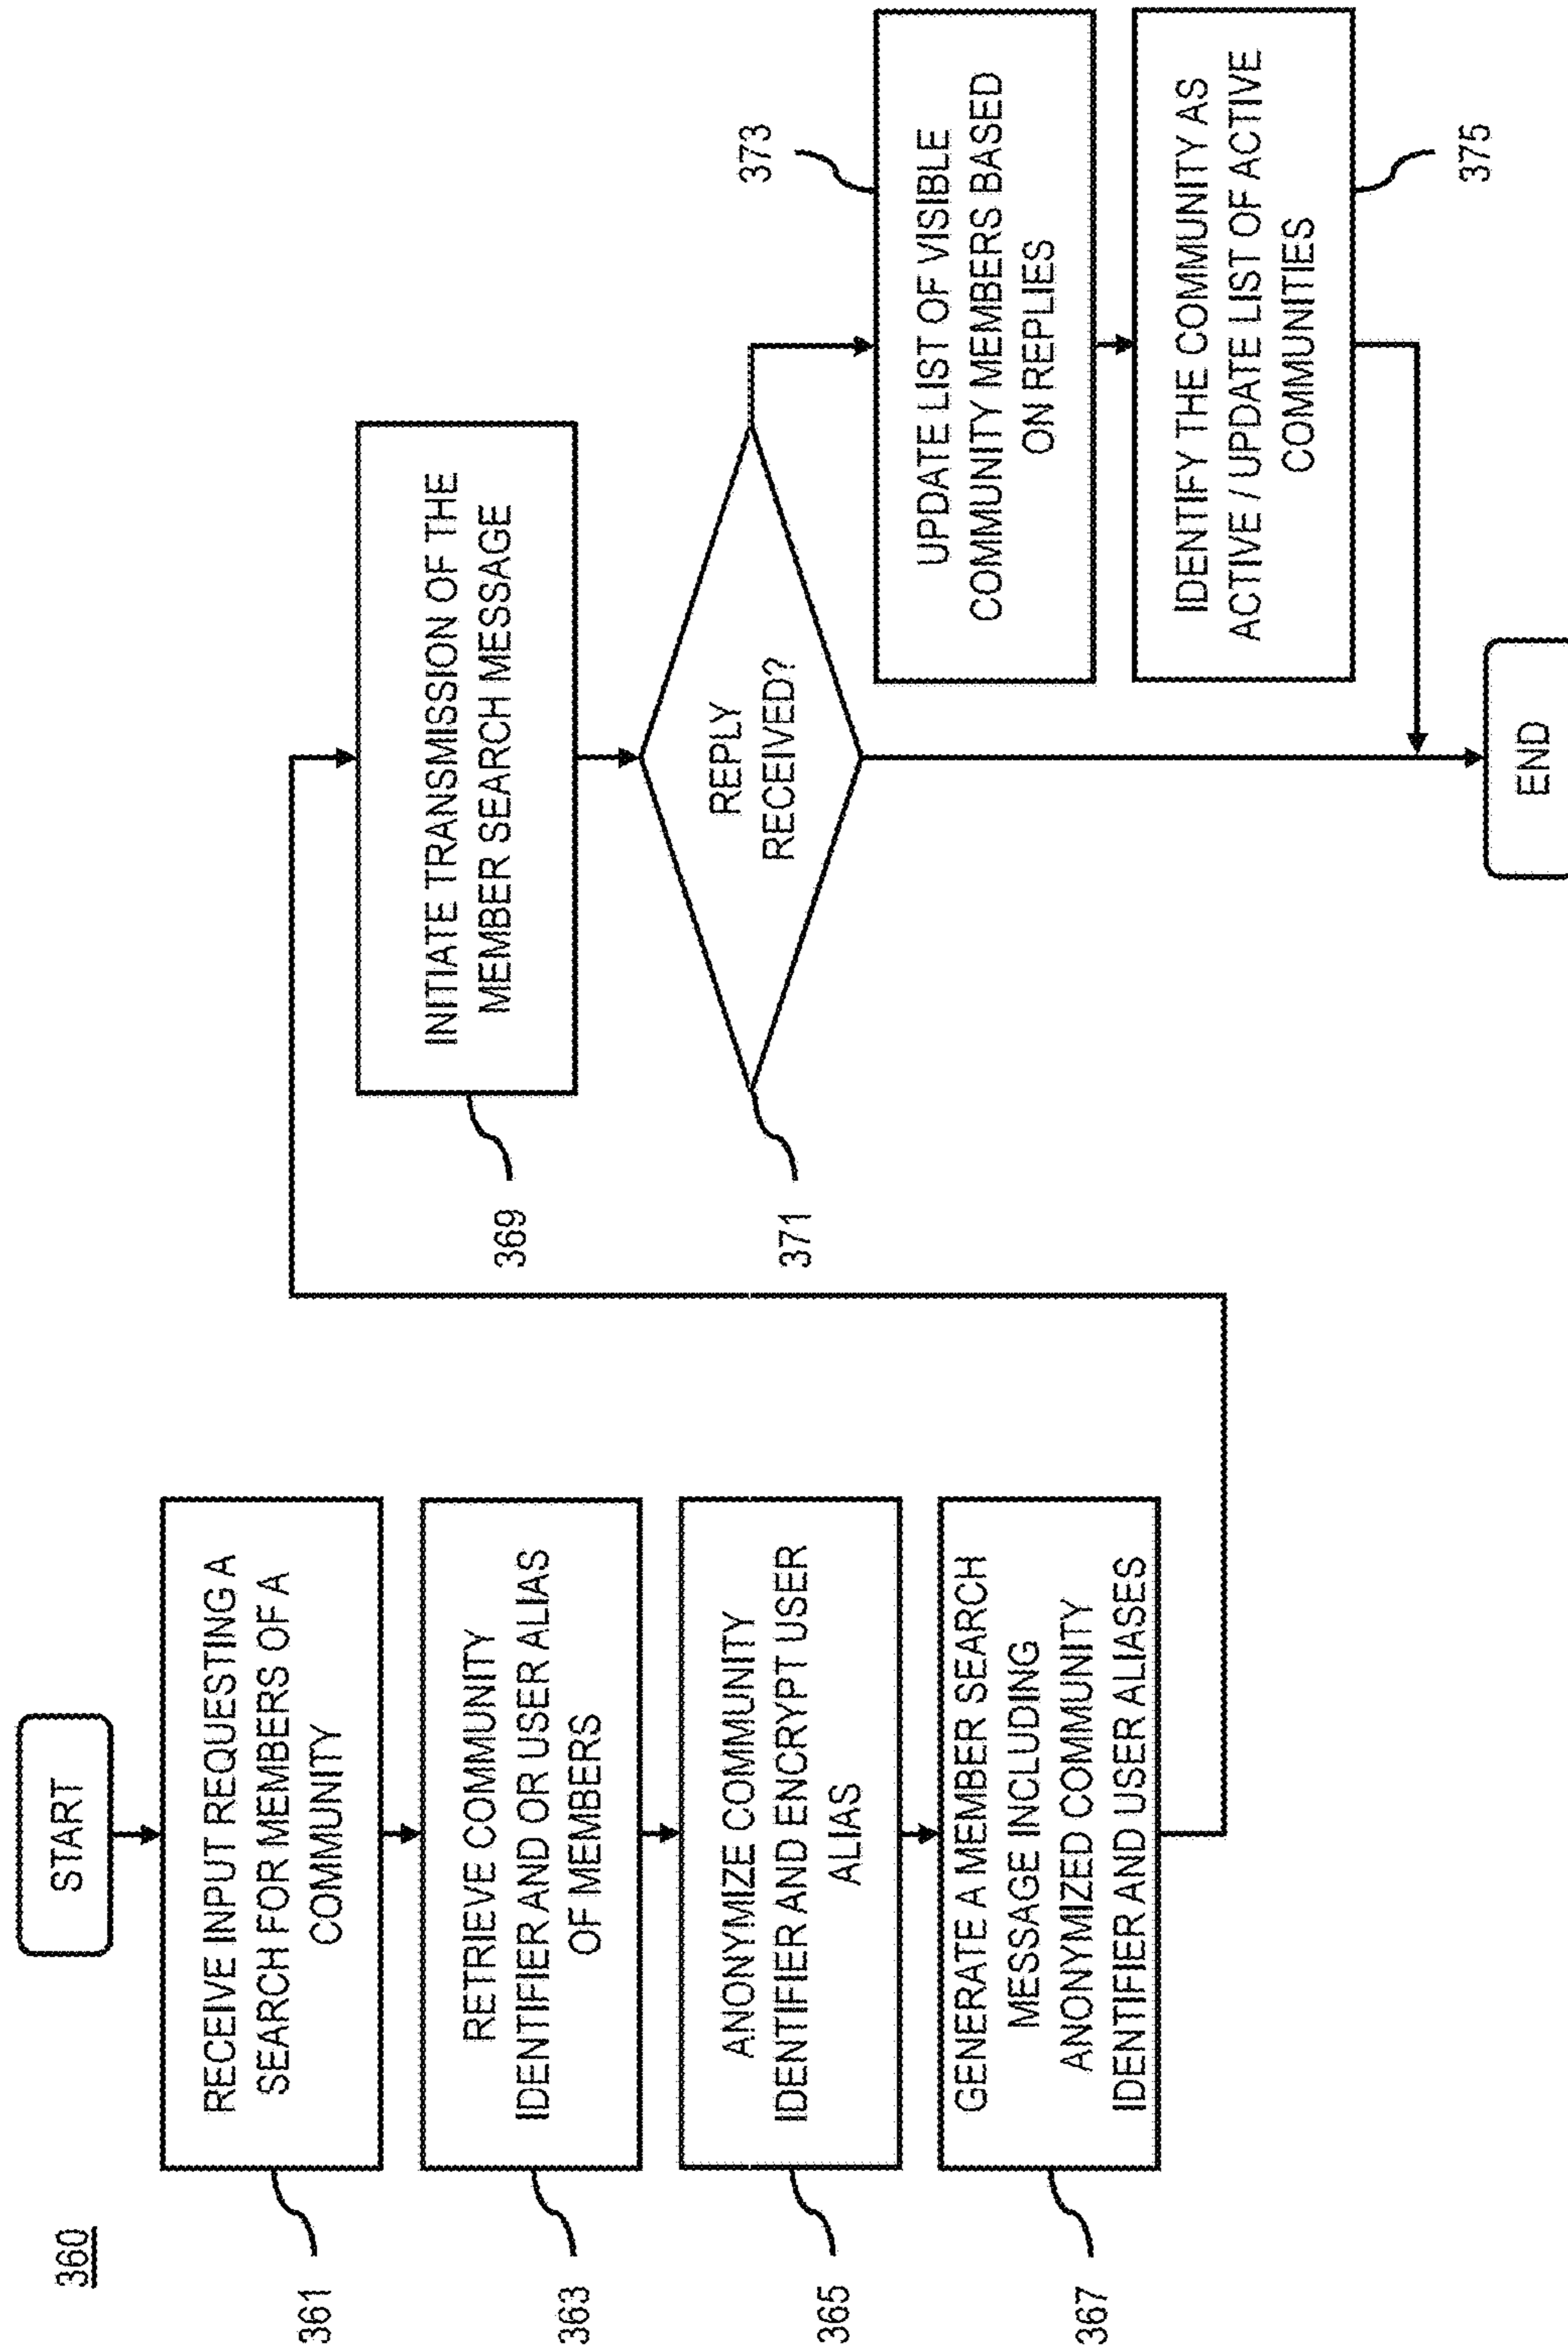 360
START
361
RECEIVE INPUT REQUESTING A
SEARCH FOR MEMBERS OF A
COMMUNITY
363
RETRIEVE COMMUNITY
IDENTIFIER AND OR USER ALIAS
OF MEMBERS
365
ANONYMIZE COMMUNITY
IDENTIFIER AND ENCRYPT USER
ALIAS
367
GENERATE A MEMBER SEARCH
MESSAGE INCLUDING
ANONYMIZED COMMUNITY
IDENTIFIER AND USER ALIASES
369
INITIATE TRANSMISSION OF THE
MEMBER SEARCH MESSAGE
371
REPLY
RECEIVED?
373
UPDATE LIST OF VISIBLE
COMMUNITY MEMBERS BASED
ON REPLIES
IDENTIFY THE COMMUNITY AS
ACTIVE / UPDATE LIST OF ACTIVE
COMMUNITIES
375
END